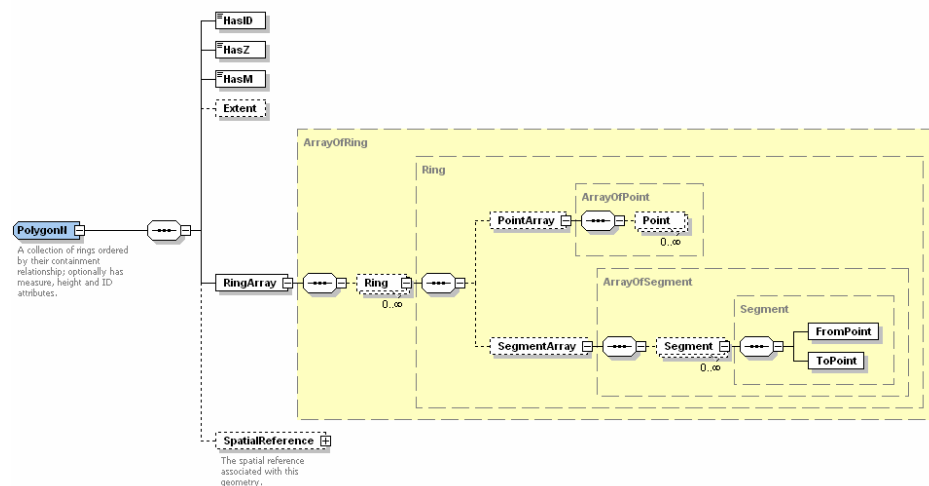 HasID
HasZ
HasM
Extent
ArrayOfRing
Ring
ArrayOfPoint
PointArray
Point
0..∞
PolygonN
A collection of rings ordered
by their containment
relationship; optionally has
measure, height and ID
attributes.
RingArray
Ring
0..∞
ArrayOfSegment
Segment
FromPoint
SegmentArray
Segment
0..∞
ToPoint
SpatialReference
The spatial reference
associated with this
geometry.